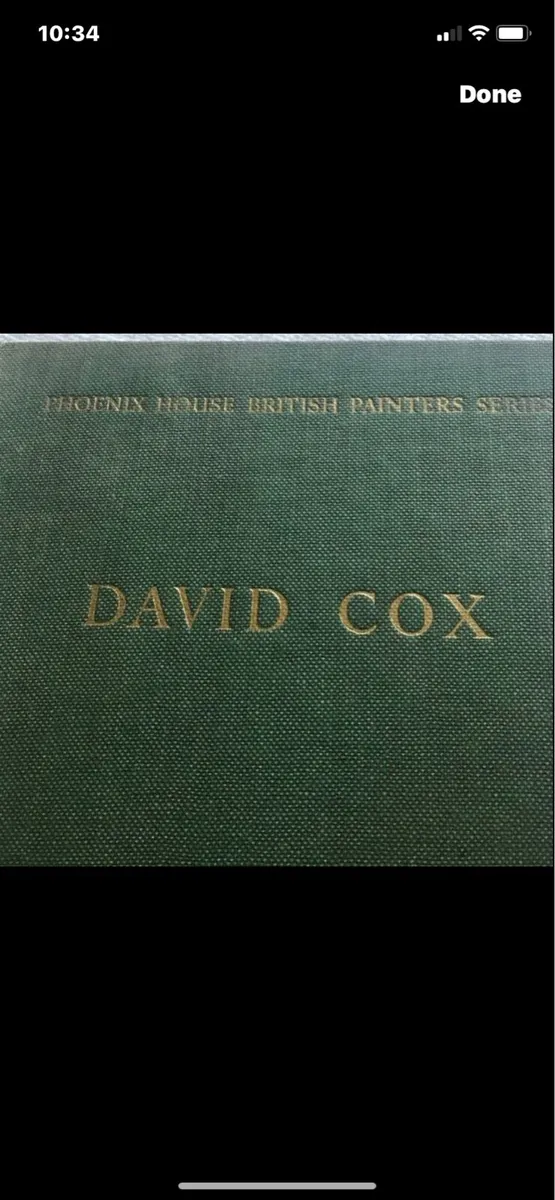 10:34
Done
PHOENIX HOUSE BRITISH PAINTERS SERIES
DAVID COX